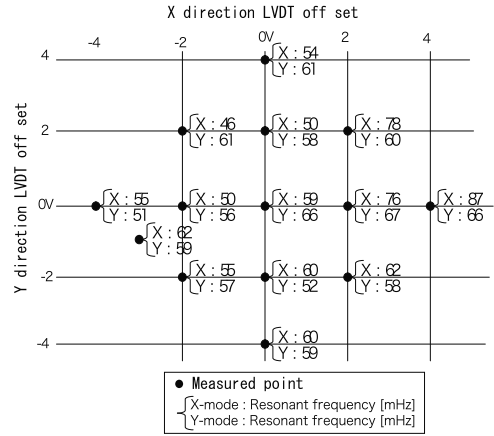 X direction LVDT off set
-4 -2 0V 2 4
Y direction LVDT off set
4
X : 54
Y : 61
2
X : 46 X : 50 X : 78
Y : 61 Y : 58 Y : 60
0V
X : 55 X : 50 X : 59 X : 76 X : 87
Y : 51 Y : 56 Y : 66 Y : 67 Y : 66
X : 62
Y : 59
-2
X : 55 X : 60 X : 62
Y : 57 Y : 52 Y : 58
-4
X : 60
Y : 59
Measured point
X-mode : Resonant frequency [mHz]
Y-mode : Resonant frequency [mHz]